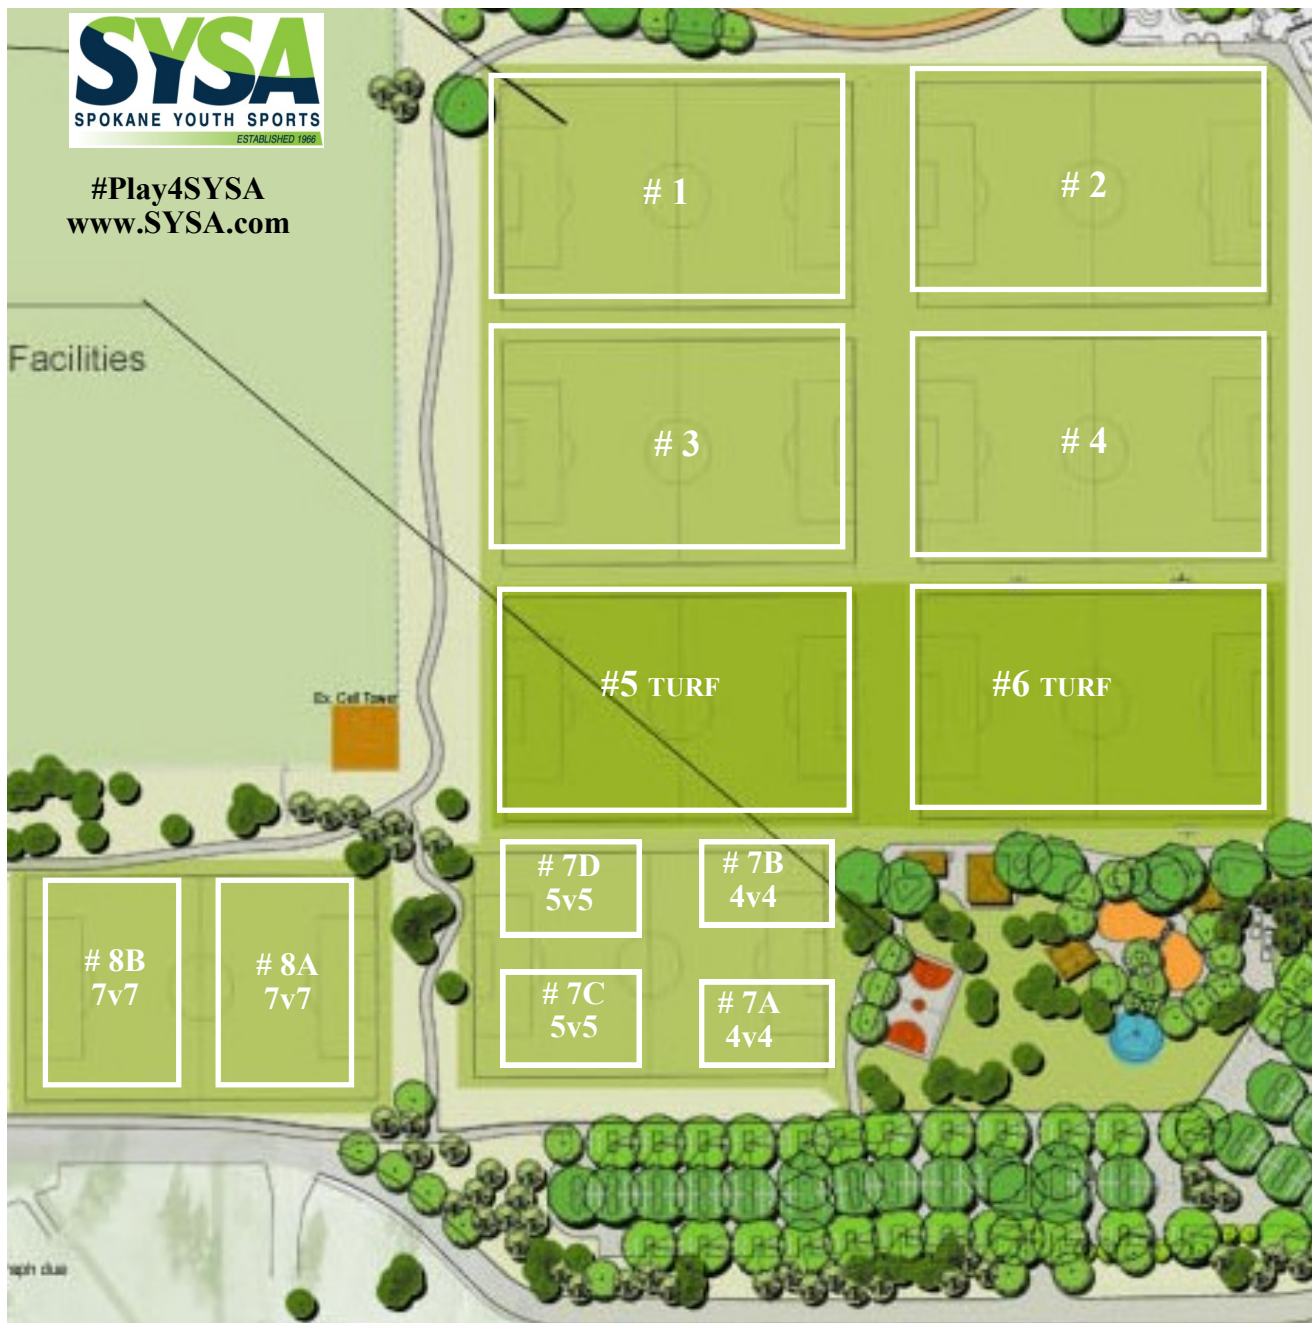 SYSA
SPOKANE YOUTH SPORTS
ESTABLISHED 1966
#Play4SYSA
www.SYSA.com
# 1
# 2
Facilities
# 3
# 4
#5 TURF
#6 TURF
Ex. Cell Tower
# 7D
5v5
# 7B
4v4
# 8B
7v7
# 8A
7v7
# 7C
5v5
# 7A
4v4